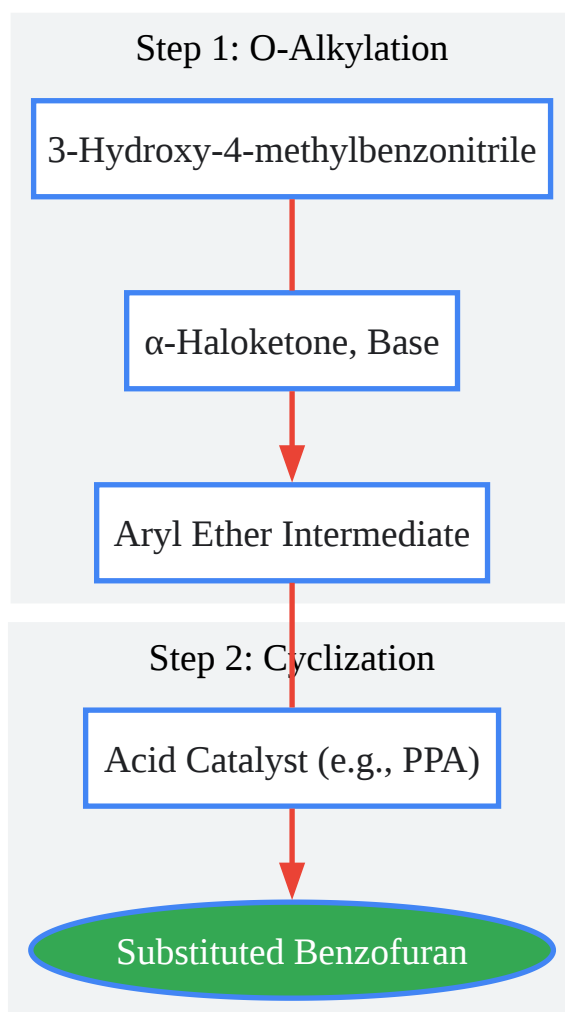 Step 1: O-Alkylation
3-Hydroxy-4-methylbenzonitrile
α-Haloketone, Base
Aryl Ether Intermediate
Step 2: Cyclization
Acid Catalyst (e.g., PPA)
Substituted Benzofuran